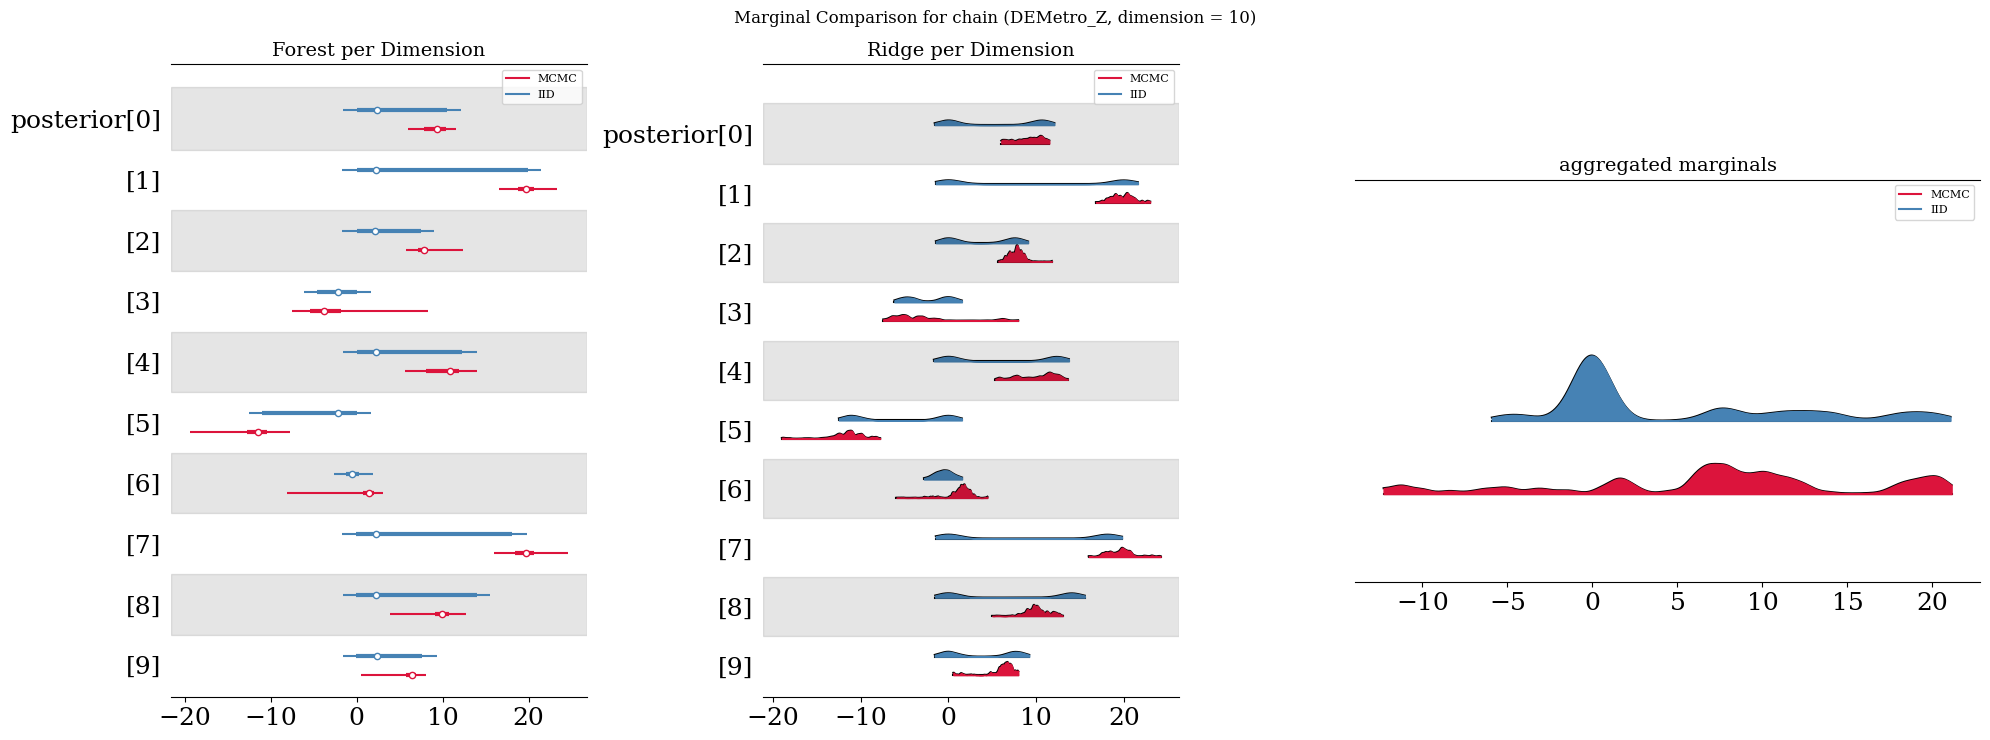 Marginal Comparison for chain (DEMetro_Z, dimension = 10)
Forest per Dimension
MCMC
IID
posterior[0]
[1]
[2]
[3]
[4]
[5]
[6]
[7]
[8]
[9]
−20 −10 0 10 20
Ridge per Dimension
MCMC
IID
posterior[0]
[1]
[2]
[3]
[4]
[5]
[6]
[7]
[8]
[9]
−20 −10 0 10 20
aggregated marginals
MCMC
IID
−10 −5 0 5 10 15 20